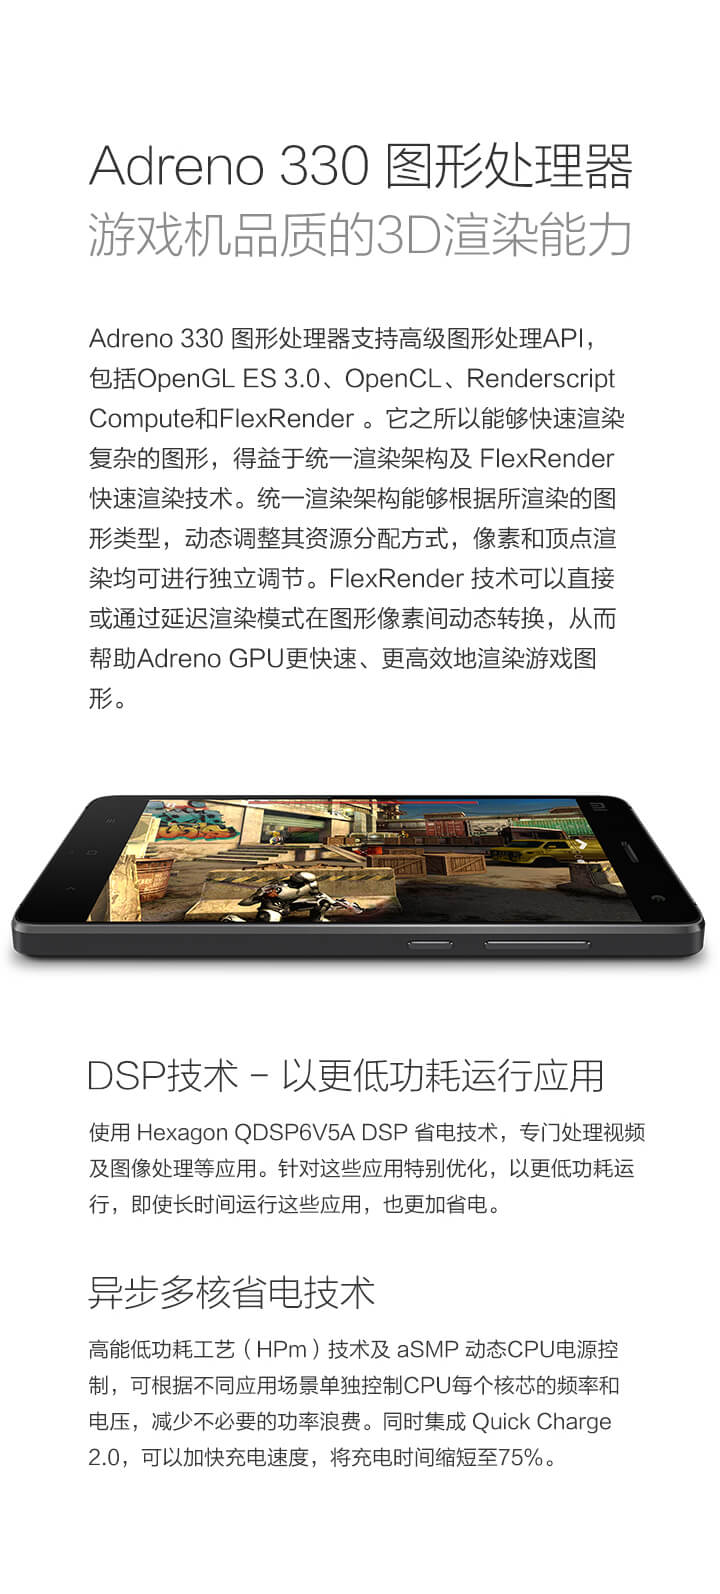 Adreno 330 图形处理器
游戏机品质的3D渲染能力
Adreno 330 图形处理器支持高级图形处理API，
包括OpenGL ES 3.0、OpenCL、Renderscript
Compute和FlexRender 。它之所以能够快速渲染
复杂的图形，得益于统一渲染架构及 FlexRender
快速渲染技术。统一渲染架构能够根据所渲染的图
形类型，动态调整其资源分配方式，像素和顶点渲
染均可进行独立调节。FlexRender 技术可以直接
或通过延迟渲染模式在图形像素间动态转换，从而
帮助Adreno GPU更快速、更高效地渲染游戏图
形。
DSP技术 – 以更低功耗运行应用
使用 Hexagon QDSP6V5A DSP 省电技术，专门处理视频
及图像处理等应用。针对这些应用特别优化，以更低功耗运
行，即使长时间运行这些应用，也更加省电。
异步多核省电技术
高能低功耗工艺（HPm）技术及 aSMP 动态CPU电源控
制，可根据不同应用场景单独控制CPU每个核芯的频率和
电压，减少不必要的功率浪费。同时集成 Quick Charge
2.0，可以加快充电速度，将充电时间缩短至75%。